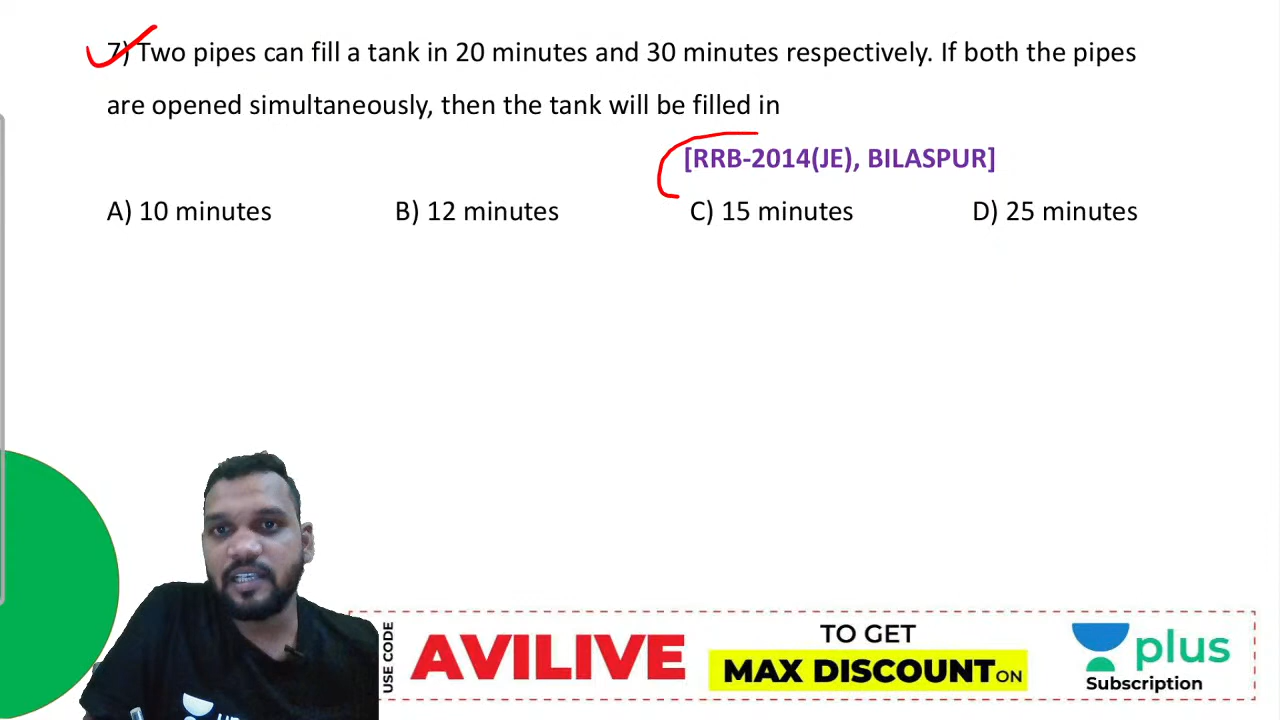 7) Two pipes can fill a tank in 20 minutes and 30 minutes respectively. If both the pipes
are opened simultaneously, then the tank will be filled in
[RRB-2014(JE), BILASPUR]
A) 10 minutes B) 12 minutes C) 15 minutes D) 25 minutes
USE CODE
AVILIVE
TO GET
MAX DISCOUNT ON
plus
Subscription